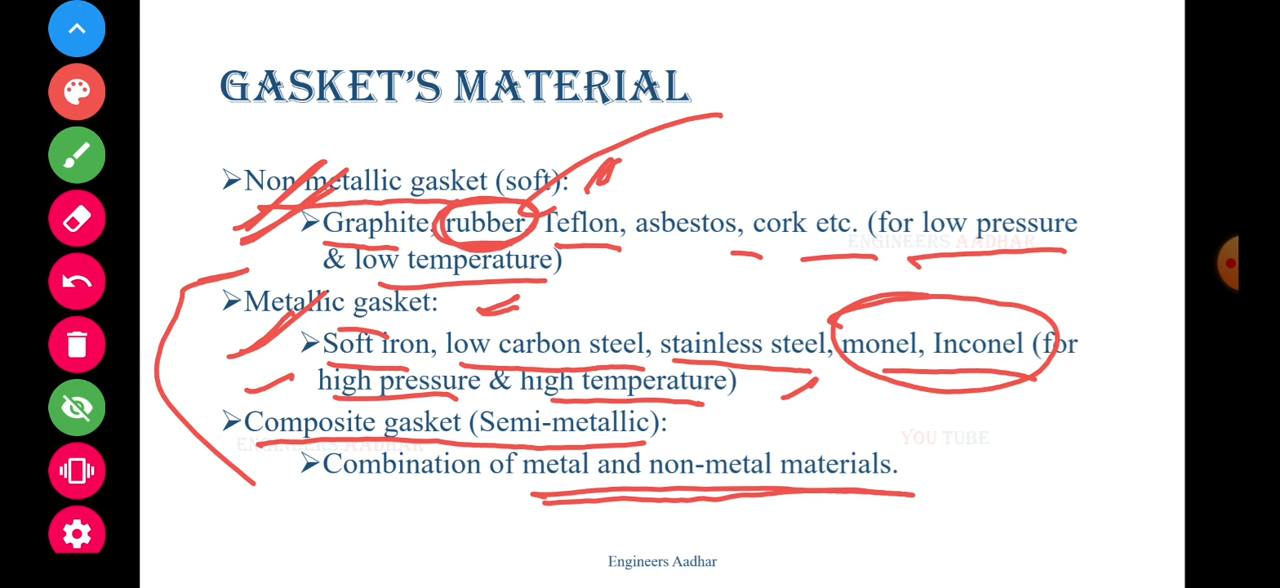 GASKET'S MATERIAL
➢Non metallic gasket (soft):
➢Graphite, rubber, Teflon, asbestos, cork etc. (for low pressure
& low temperature)
ENGINEERS AADHAR
➢Metallic gasket:
➢Soft iron, low carbon steel, stainless steel, monel, Inconel (for
high pressure & high temperature)
➢Composite gasket (Semi-metallic):
ENGINEERS AADHAR
YOU TUBE
➢Combination of metal and non-metal materials.
Engineers Aadhar